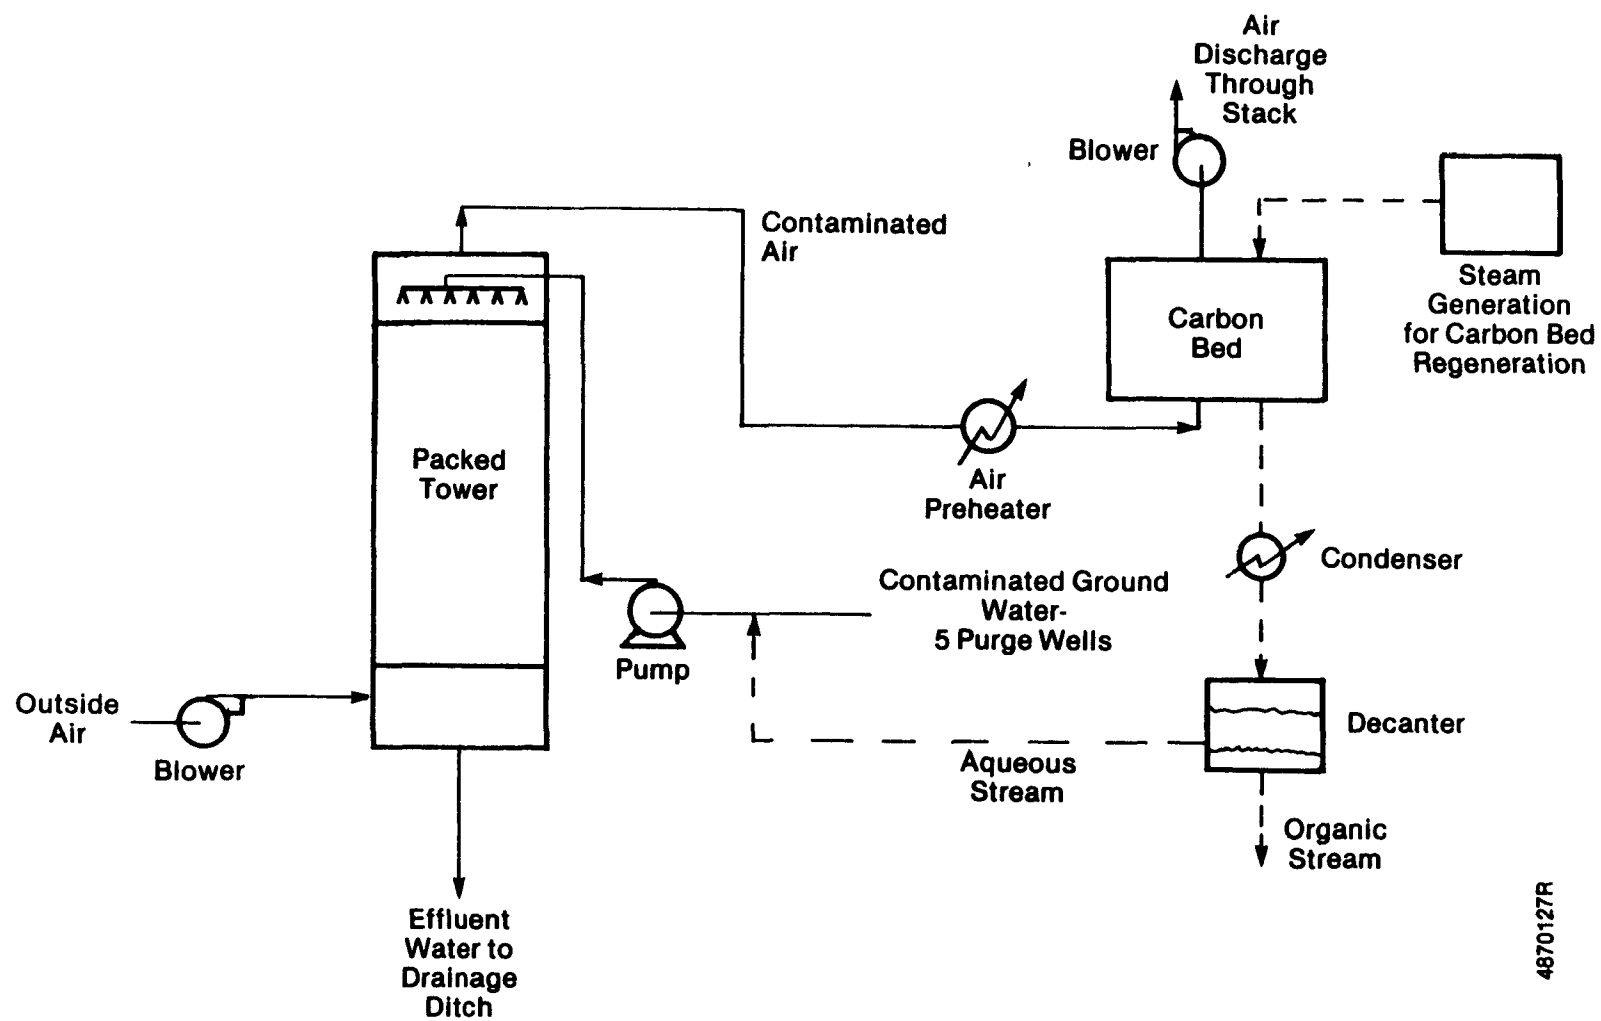 Air
Discharge
Through
Stack
Blower
Contaminated
Air
Steam
Generation
for Carbon Bed
Regeneration
Carbon
Bed
Packed
Tower
Air
Preheater
Condenser
Contaminated Ground
Water-
5 Purge Wells
Pump
Outside
Air
Blower
Decanter
Aqueous
Stream
Organic
Stream
Effluent
Water to
Drainage
Ditch
4870127R